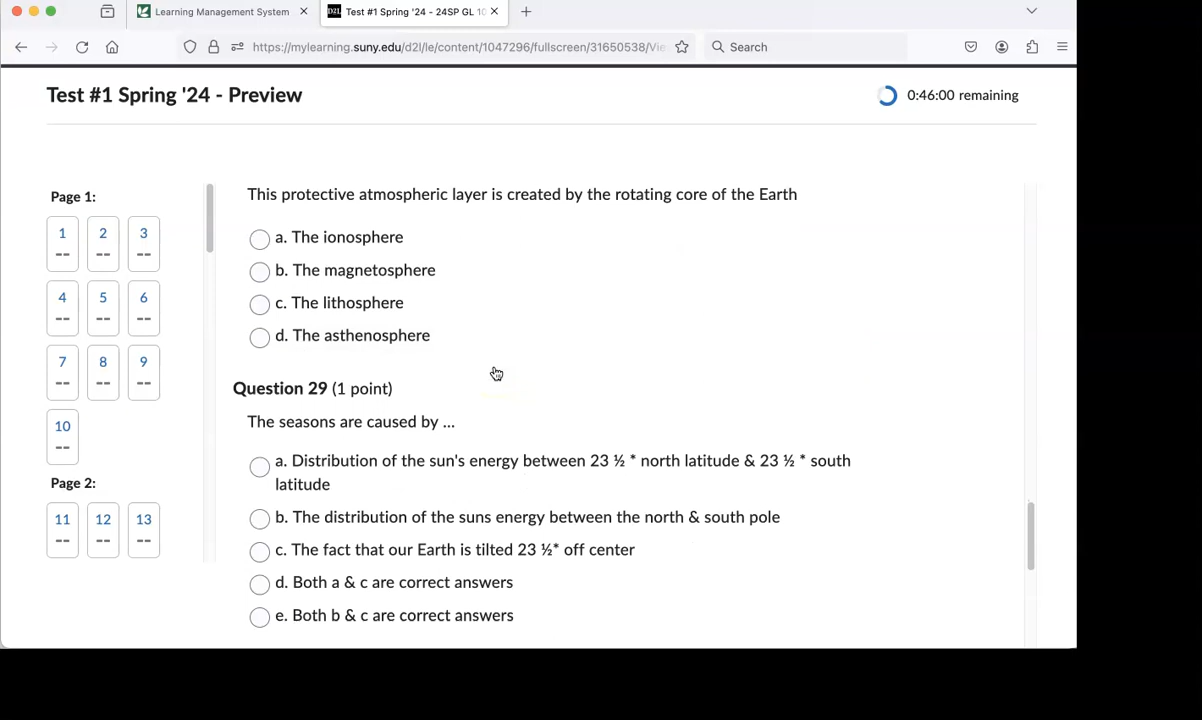 Learning Management System
Test #1 Spring '24 - 24SP GL 10
https://mylearning.suny.edu/d2l/le/content/1047296/fullscreen/31650538/Vie
Search
Test #1 Spring '24 - Preview
0:46:00 remaining
Page 1:
1 2 3
-- -- --
4 5 6
-- -- --
7 8 9
-- -- --
10
--
Page 2:
11 12 13
-- -- --
This protective atmospheric layer is created by the rotating core of the Earth
a. The ionosphere
b. The magnetosphere
c. The lithosphere
d. The asthenosphere
Question 29 (1 point)
The seasons are caused by ...
a. Distribution of the sun's energy between 23 ½ * north latitude & 23 ½ * south
latitude
b. The distribution of the suns energy between the north & south pole
c. The fact that our Earth is tilted 23 ½* off center
d. Both a & c are correct answers
e. Both b & c are correct answers